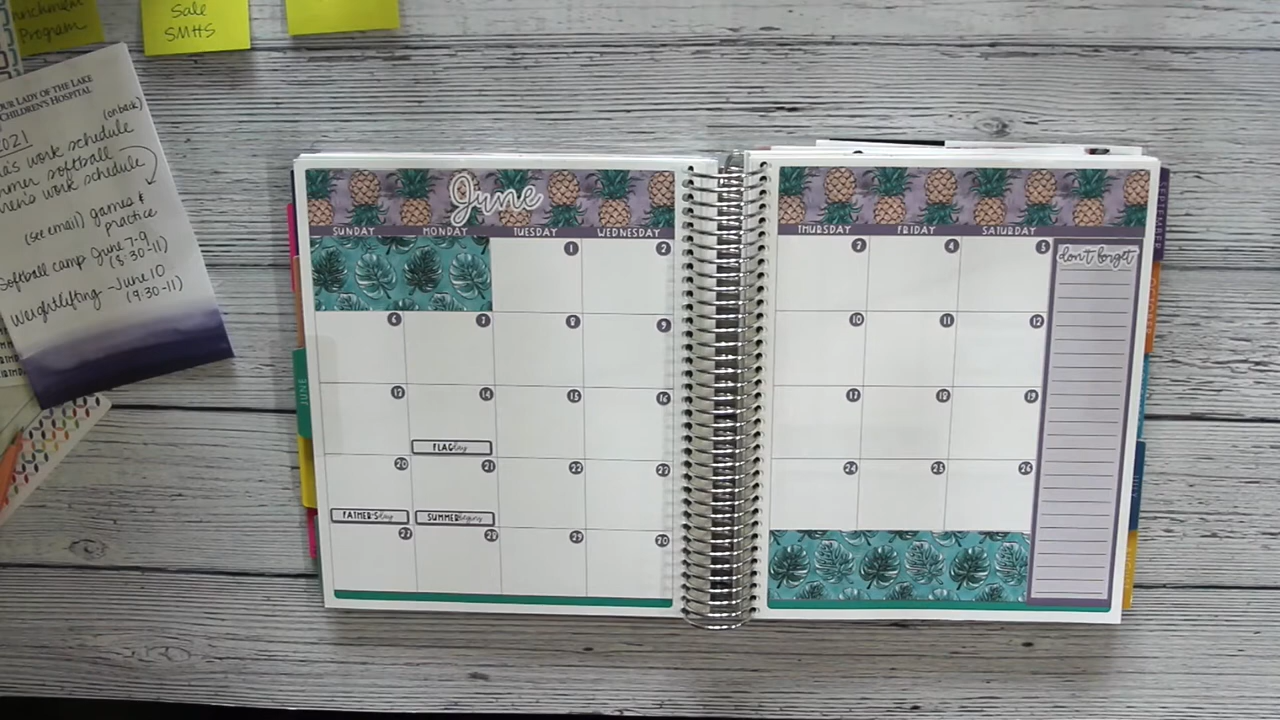 Program
Sale
SMHS
OUR LADY OF THE LAKE
CHILDREN'S HOSPITAL
2021
(on back)
work schedule
softball
work schedule
(see email) games &
practice
Softball camp June 7-9
(8:30-11)
Weightlifting - June 10
(9:30-11)
JUNE
June
SUNDAY MONDAY TUESDAY WEDNESDAY
1 2
6 7 8 9
13 14 15 16
FLAG day
20 21 22 23
FATHER'S day SUMMER begins
27 28 29 30
THURSDAY FRIDAY SATURDAY
3 4 5
don't forget
10 11 12
17 18 19
24 25 26
SEPTEMBER
OCTOBER
JULY